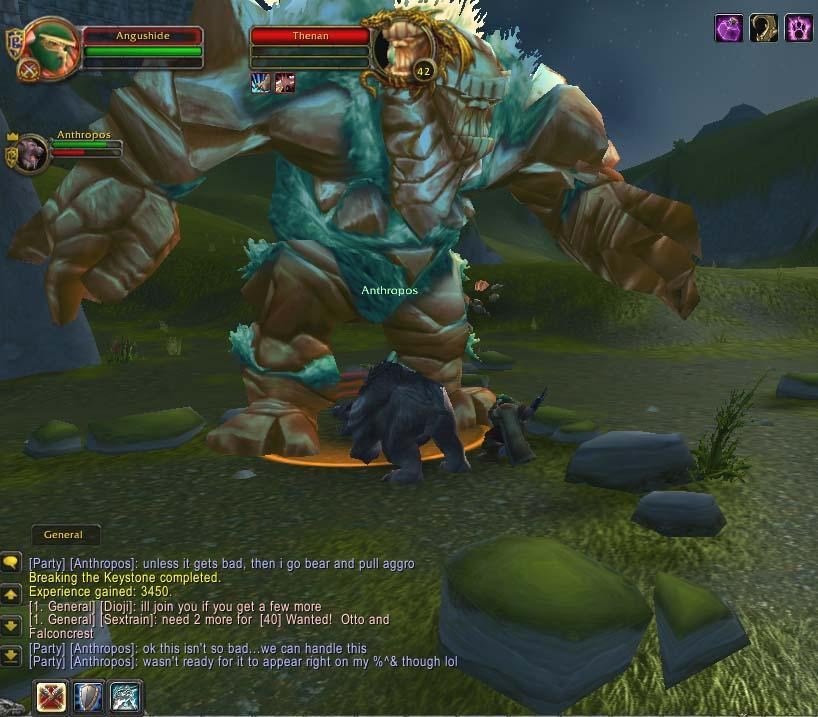 Angushide
Thenan
42
Anthropos
Anthropos
General
[Party] [Anthropos]: unless it gets bad, then i go bear and pull aggro
Breaking the Keystone completed.
Experience gained: 3450.
[1. General] [Dioji]: ill join you if you get a few more
[1. General] [Sextrain]: need 2 more for  [40] Wanted!  Otto and
Falconcrest
[Party] [Anthropos]: ok this isn't so bad...we can handle this
[Party] [Anthropos]: wasn't ready for it to appear right on my %^& though lol